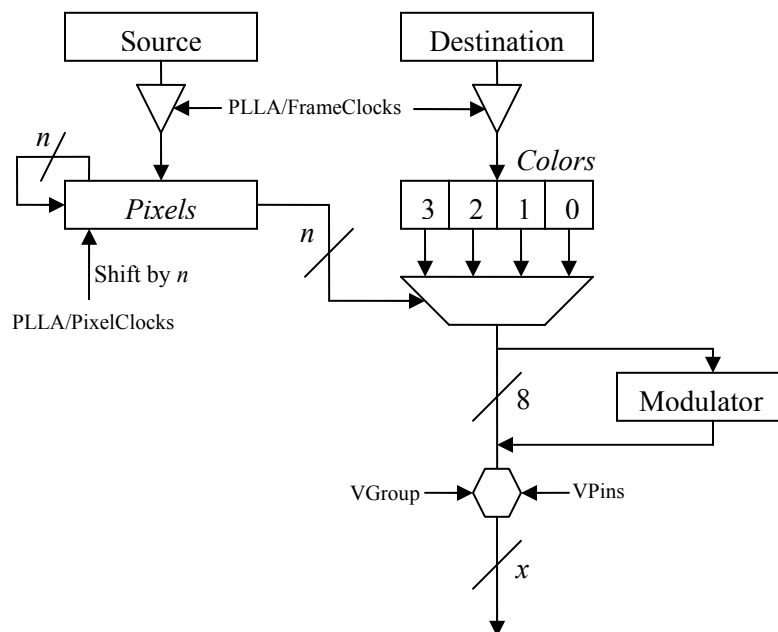 Source
Destination
PLLA/FrameClocks
n
Colors
Pixels
3 2 1 0
n
Shift by n
PLLA/PixelClocks
8
Modulator
VGroup
VPins
x